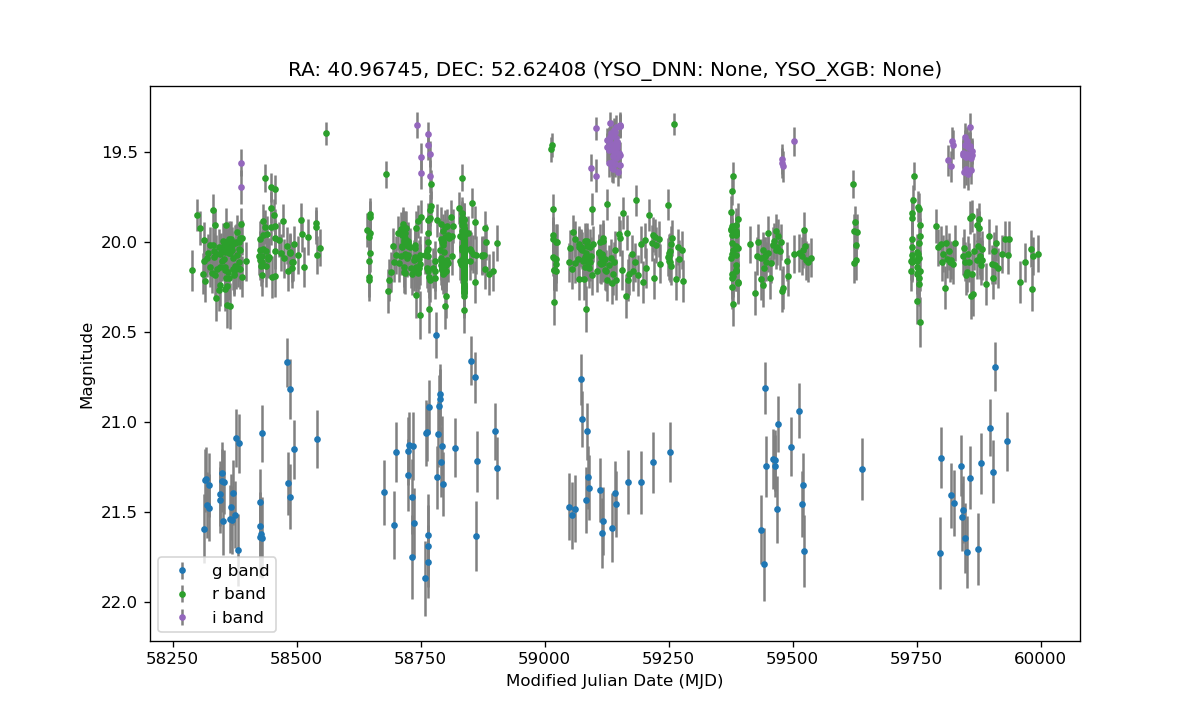 RA: 40.96745, DEC: 52.62408 (YSO_DNN: None, YSO_XGB: None)
Magnitude
19.5
20.0
20.5
21.0
21.5
22.0
g band
r band
i band
58250 58500 58750 59000 59250 59500 59750 60000
Modified Julian Date (MJD)